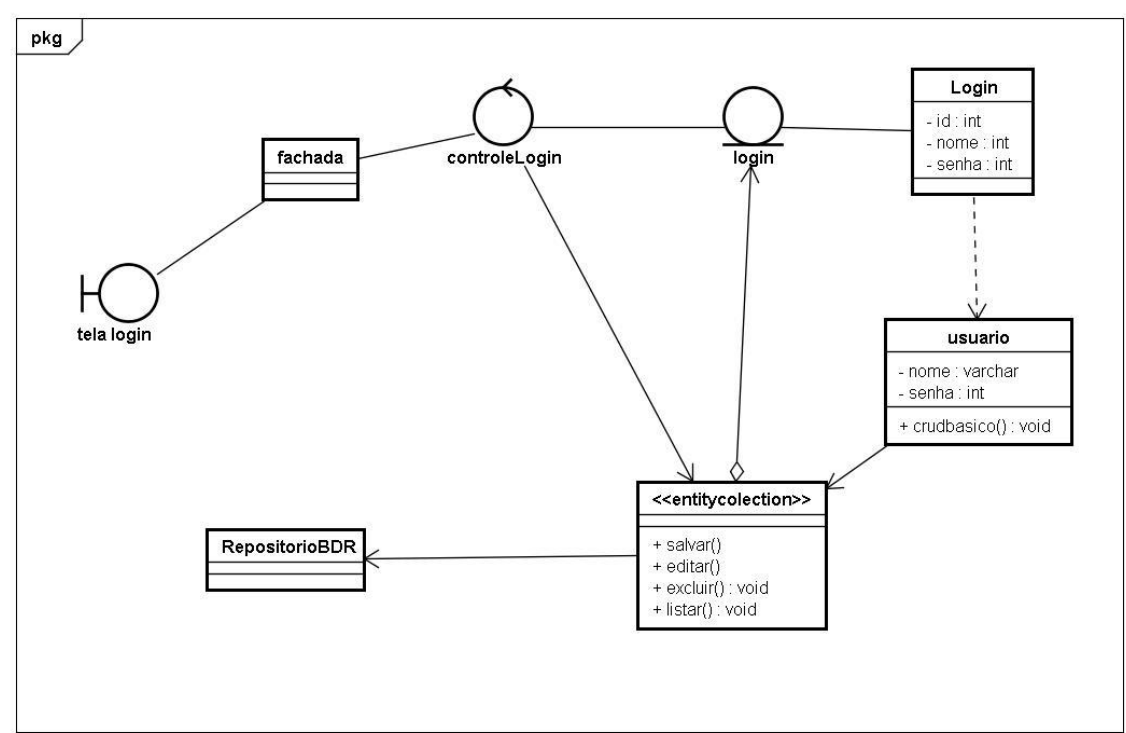 pkg
fachada
tela login
controleLogin
login
Login
- id : int
- nome : int
- senha : int
usuario
- nome : varchar
- senha : int
+ crudbasico() : void
<<entitycolection>>
+ salvar()
+ editar()
+ excluir() : void
+ listar() : void
RepositorioBDR